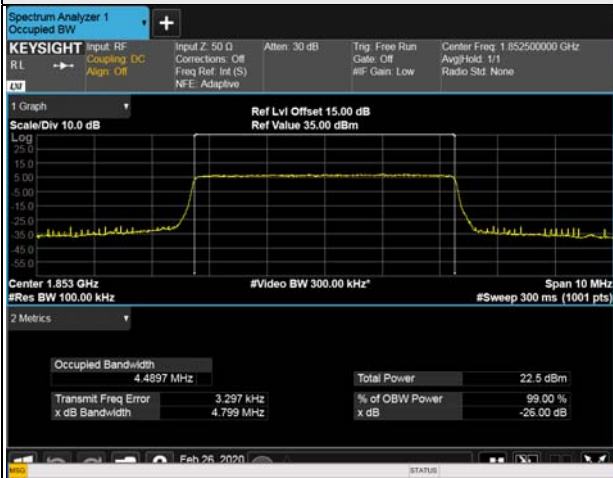 Spectrum Analyzer 1
Occupied BW
+
KEYSIGHT Input: RF Input Z: 50 Ω Atten: 30 dB Trig: Free Run Center Freq: 1.852500000 GHz
RL Coupling: DC Corrections: Off Gate: Off Avg|Hold: 1/1
Align: Off Freq Ref: Int (S) #IF Gain: Low Radio Std: None
LXI NFE: Adaptive
1 Graph Ref Lvl Offset 15.00 dB
Scale/Div 10.0 dB Ref Value 35.00 dBm
Log
25.0
15.0
5.00
-5.00
-15.0
-25.0
-35.0
-45.0
-55.0
Center 1.853 GHz #Video BW 300.00 kHz* Span 10 MHz
#Res BW 100.00 kHz #Sweep 300 ms (1001 pts)
2 Metrics
Occupied Bandwidth
4.4897 MHz Total Power 22.5 dBm
Transmit Freq Error 3.297 kHz % of OBW Power 99.00 %
x dB Bandwidth 4.799 MHz x dB -26.00 dB
Feb 26, 2020
MSG STATUS